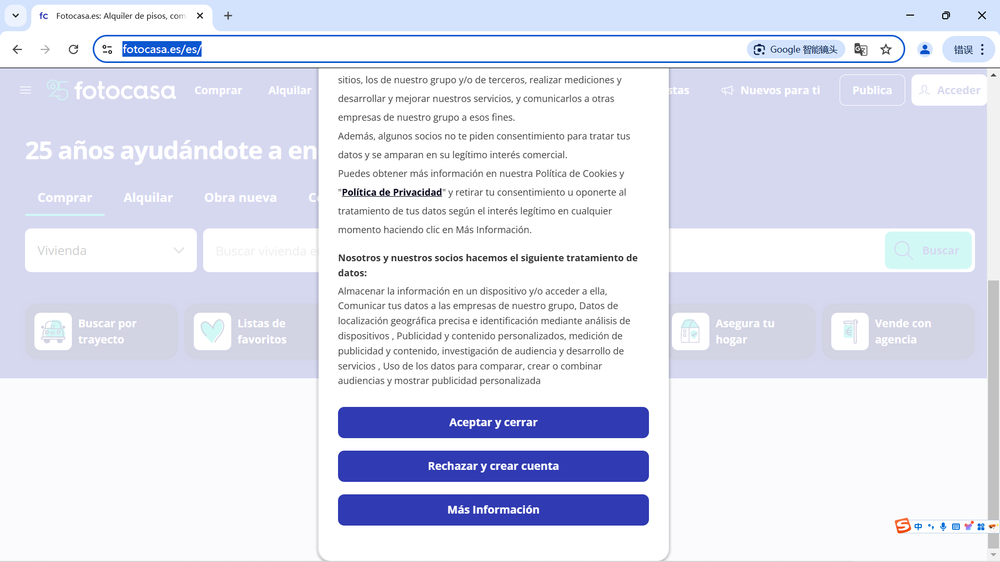 Fotocasa.es: Alquiler de pisos, com
fotocasa.es/es/
Google 智能镜头
错误
fotocasa
Comprar
Alquilar
stas
Nuevos para ti
Publica
Acceder
25 años ayudándote a en
Comprar
Alquilar
Obra nueva
Vivienda
Buscar vivienda e
Buscar
Buscar por
trayecto
Listas de
favoritos
Asegura tu
hogar
Vende con
agencia
sitios, los de nuestro grupo y/o de terceros, realizar mediciones y
desarrollar y mejorar nuestros servicios, y comunicarlos a otras
empresas de nuestro grupo a esos fines.
Además, algunos socios no te piden consentimiento para tratar tus
datos y se amparan en su legítimo interés comercial.
Puedes obtener más información en nuestra Política de Cookies y
"Política de Privacidad" y retirar tu consentimiento u oponerte al
tratamiento de tus datos según el interés legítimo en cualquier
momento haciendo clic en Más Información.
Nosotros y nuestros socios hacemos el siguiente tratamiento de
datos:
Almacenar la información en un dispositivo y/o acceder a ella,
Comunicar tus datos a las empresas de nuestro grupo, Datos de
localización geográfica precisa e identificación mediante análisis de
dispositivos , Publicidad y contenido personalizados, medición de
publicidad y contenido, investigación de audiencia y desarrollo de
servicios , Uso de los datos para comparar, crear o combinar
audiencias y mostrar publicidad personalizada
Aceptar y cerrar
Rechazar y crear cuenta
Más Información
中